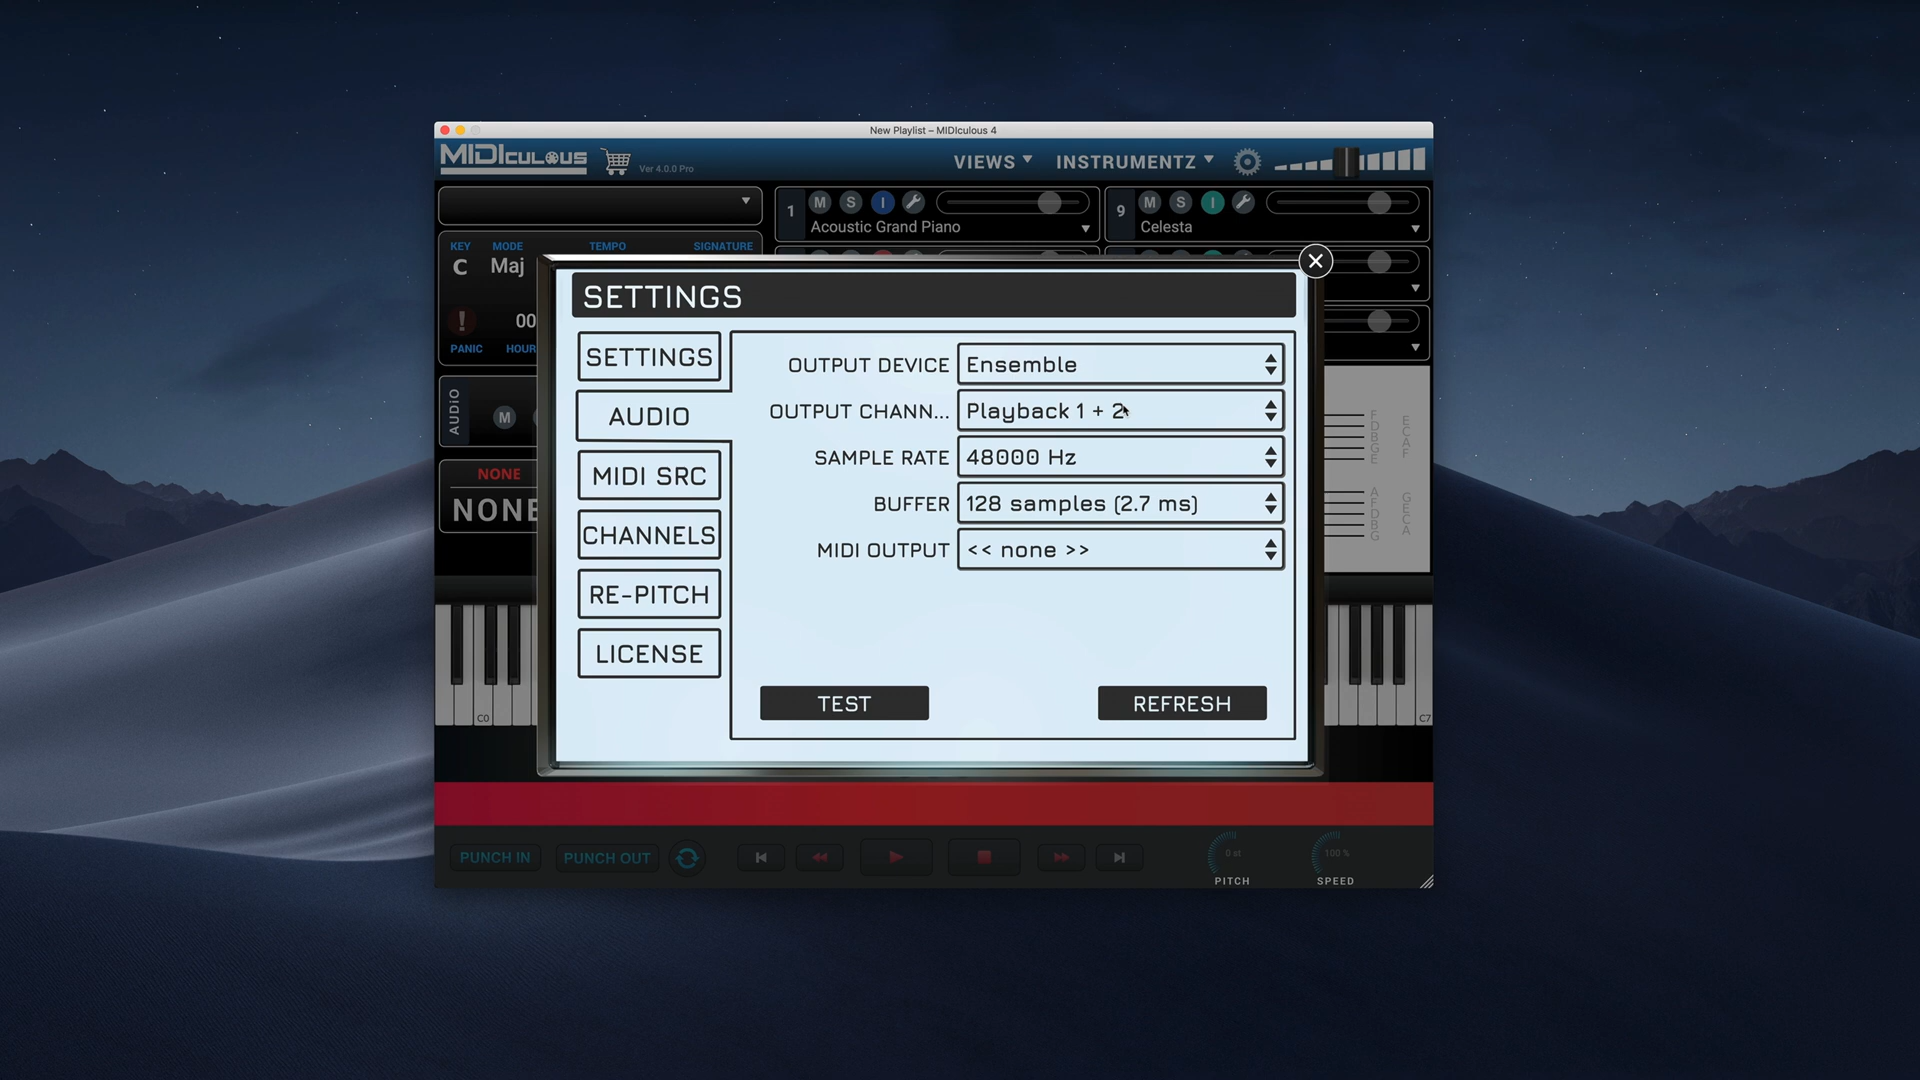 New Playlist – MIDIculous 4
MIDIculous
Ver 4.0.0 Pro
VIEWS
INSTRUMENTZ
1
M
S
I
Acoustic Grand Piano
9
M
S
I
Celesta
KEY
MODE
TEMPO
SIGNATURE
C
Maj
!
00
PANIC
HOUR
AUDiO
M
NONE
NONE
SETTINGS
SETTINGS
AUDIO
MIDI SRC
CHANNELS
RE-PITCH
LICENSE
OUTPUT DEVICE
Ensemble
OUTPUT CHANN...
Playback 1 + 2
SAMPLE RATE
48000 Hz
BUFFER
128 samples (2.7 ms)
MIDI OUTPUT
<< none >>
TEST
REFRESH
F
D
B
G
E
E
C
A
F
A
F
D
B
G
G
E
C
A
C0
C7
PUNCH IN
PUNCH OUT
0 st
PITCH
100 %
SPEED